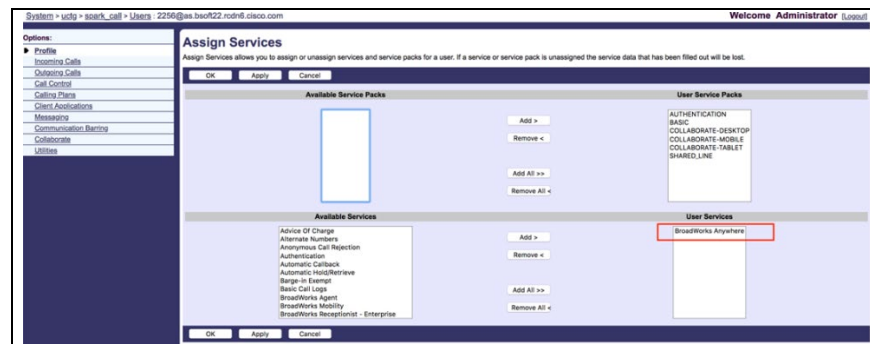 System > uctg > spark_call > Users : 2256@as.bsoft22.rcdn6.cisco.com
Welcome Administrator [Logout]
Options:
Profile
Incoming Calls
Outgoing Calls
Call Control
Calling Plans
Client Applications
Messaging
Communication Barring
Collaborate
Utilities
Assign Services
Assign Services allows you to assign or unassign services and service packs for a user. If a service or service pack is unassigned the service data that has been filled out will be lost.
OK Apply Cancel
Available Service Packs
User Service Packs
Add >
Remove <
Add All >>
Remove All <
AUTHENTICATION
BASIC
COLLABORATE-DESKTOP
COLLABORATE-MOBILE
COLLABORATE-TABLET
SHARED_LINE
Available Services
User Services
Advice Of Charge
Alternate Numbers
Anonymous Call Rejection
Authentication
Automatic Callback
Automatic Hold/Retrieve
Barge-in Exempt
Basic Call Logs
BroadWorks Agent
BroadWorks Mobility
BroadWorks Receptionist - Enterprise
Add >
Remove <
Add All >>
Remove All <
BroadWorks Anywhere
OK Apply Cancel